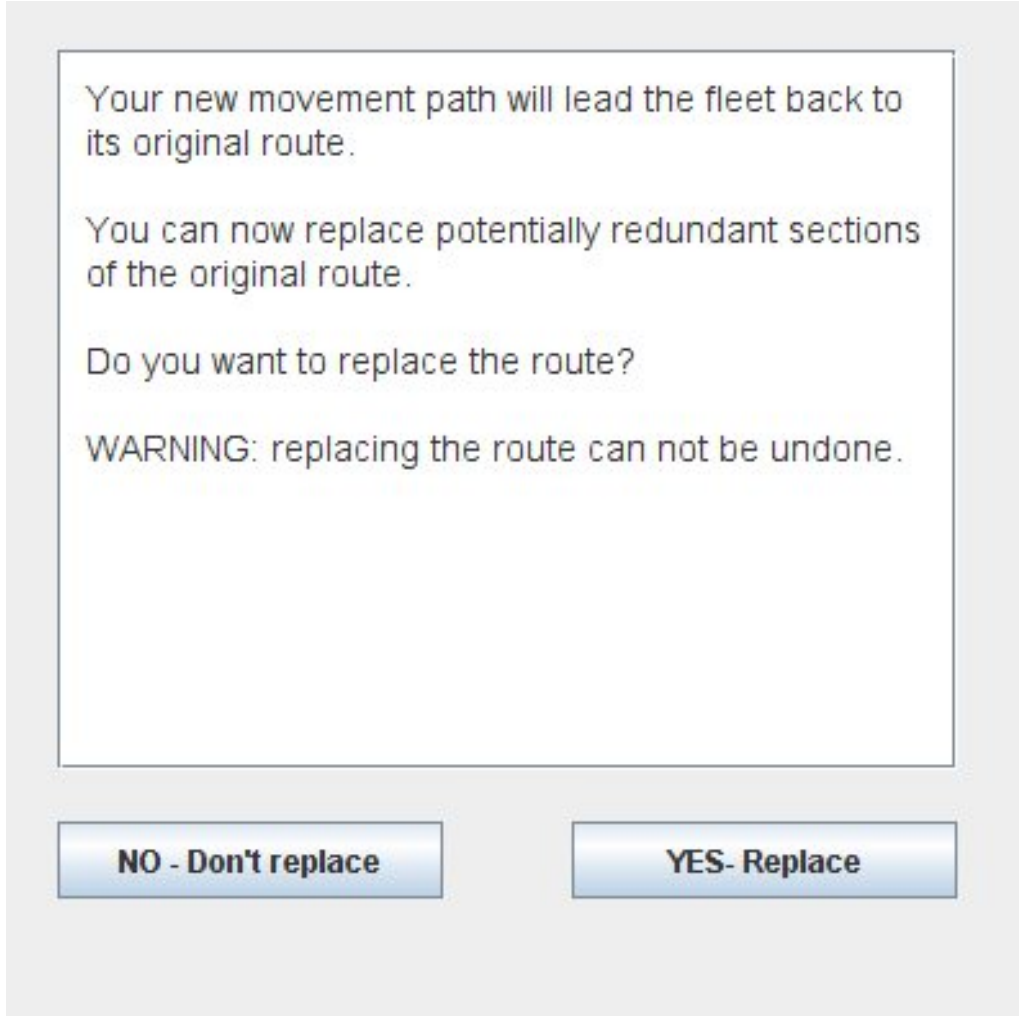 Your new movement path will lead the fleet back to
its original route.
You can now replace potentially redundant sections
of the original route.
Do you want to replace the route?
WARNING: replacing the route can not be undone.
NO - Don't replace
YES- Replace